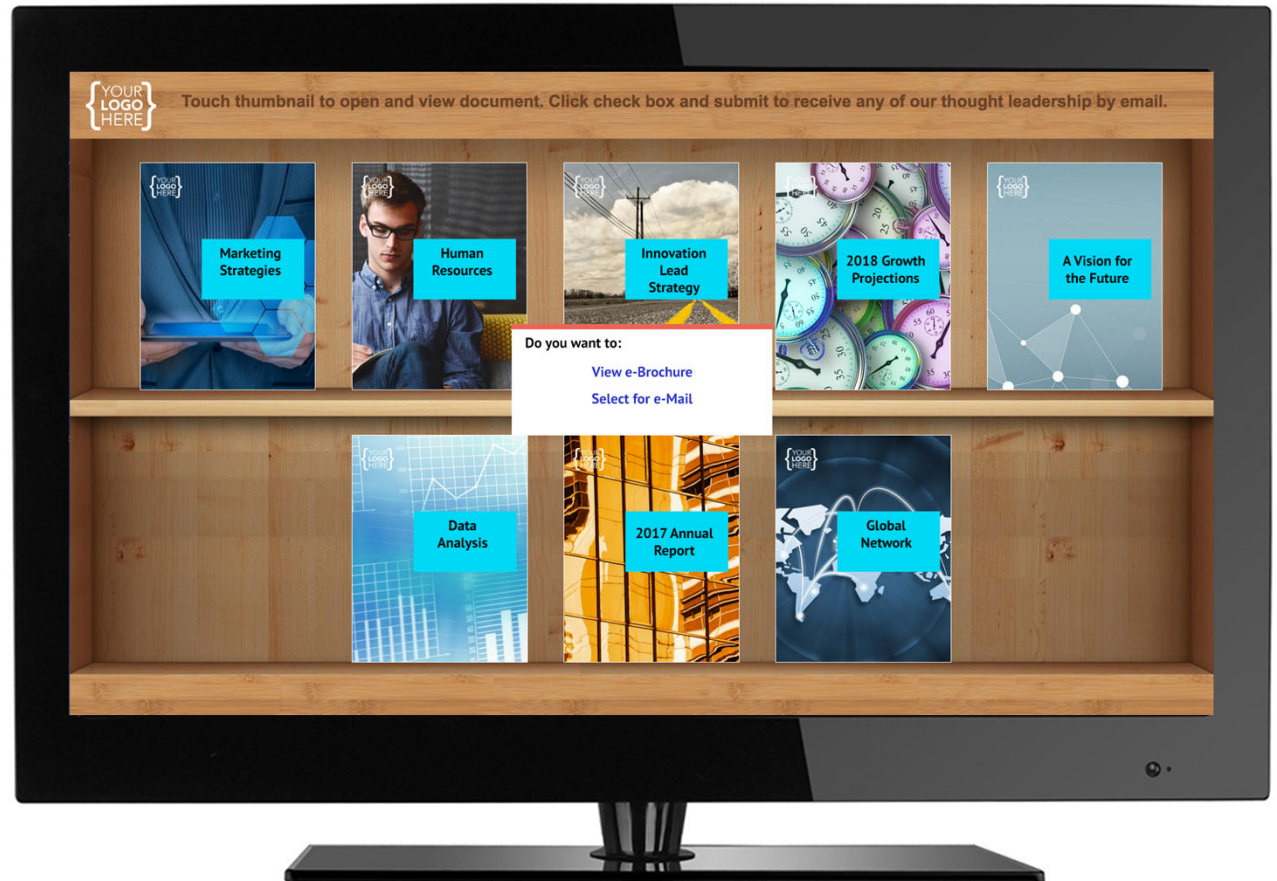 {YOUR
LOGO
HERE}
Touch thumbnail to open and view document. Click check box and submit to receive any of our thought leadership by email.
{YOUR
LOGO
HERE}
Marketing
Strategies
{YOUR
LOGO
HERE}
Human
Resources
{YOUR
LOGO
HERE}
Innovation
Lead
Strategy
{YOUR
LOGO
HERE}
2018 Growth
Projections
{YOUR
LOGO
HERE}
A Vision for
the Future
Do you want to:
View e-Brochure
Select for e-Mail
{YOUR
LOGO
HERE}
Data
Analysis
{YOUR
LOGO
HERE}
2017 Annual
Report
{YOUR
LOGO
HERE}
Global
Network